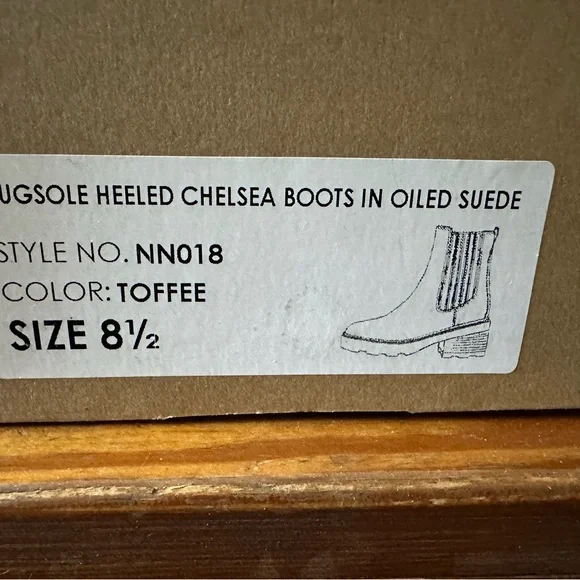 UGSOLE HEELED CHELSEA BOOTS IN OILED SUEDE
STYLE NO. NN018
COLOR: TOFFEE
SIZE 8½